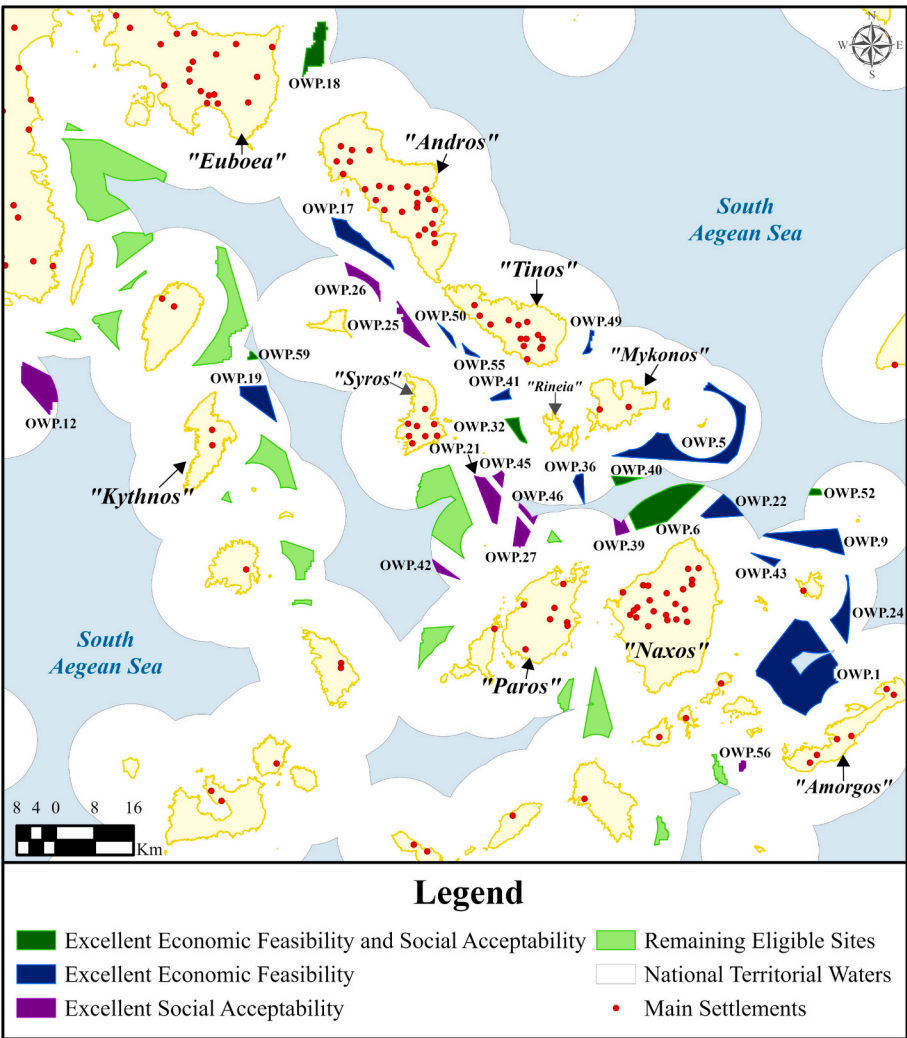 N
W E
S
OWP.18
"Euboea"
"Andros"
OWP.17
South
Aegean Sea
OWP.26
"Tinos"
OWP.25
OWP.50
OWP.49
OWP.59
OWP.55
"Mykonos"
OWP.19
"Syros"
OWP.41
"Rineia"
OWP.12
OWP.32
OWP.5
OWP.21
OWP.45
OWP.36
OWP.40
"Kythnos"
OWP.46
OWP.22
OWP.52
OWP.6
OWP.39
OWP.9
OWP.27
OWP.42
OWP.43
OWP.24
South
Aegean Sea
"Naxos"
OWP.1
"Paros"
OWP.56
"Amorgos"
8 4 0 8 16
Km
Legend
Excellent Economic Feasibility and Social Acceptability
Remaining Eligible Sites
Excellent Economic Feasibility
National Territorial Waters
Excellent Social Acceptability
Main Settlements